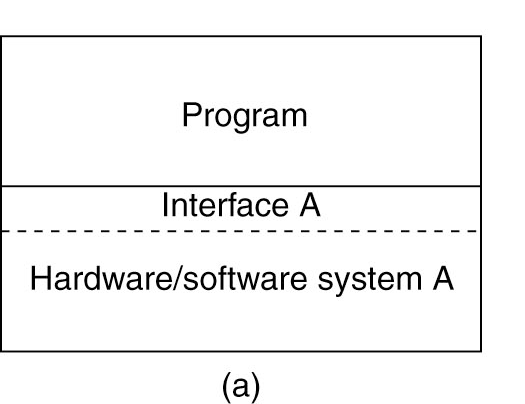 Program
Interface A
Hardware/software system A
(a)